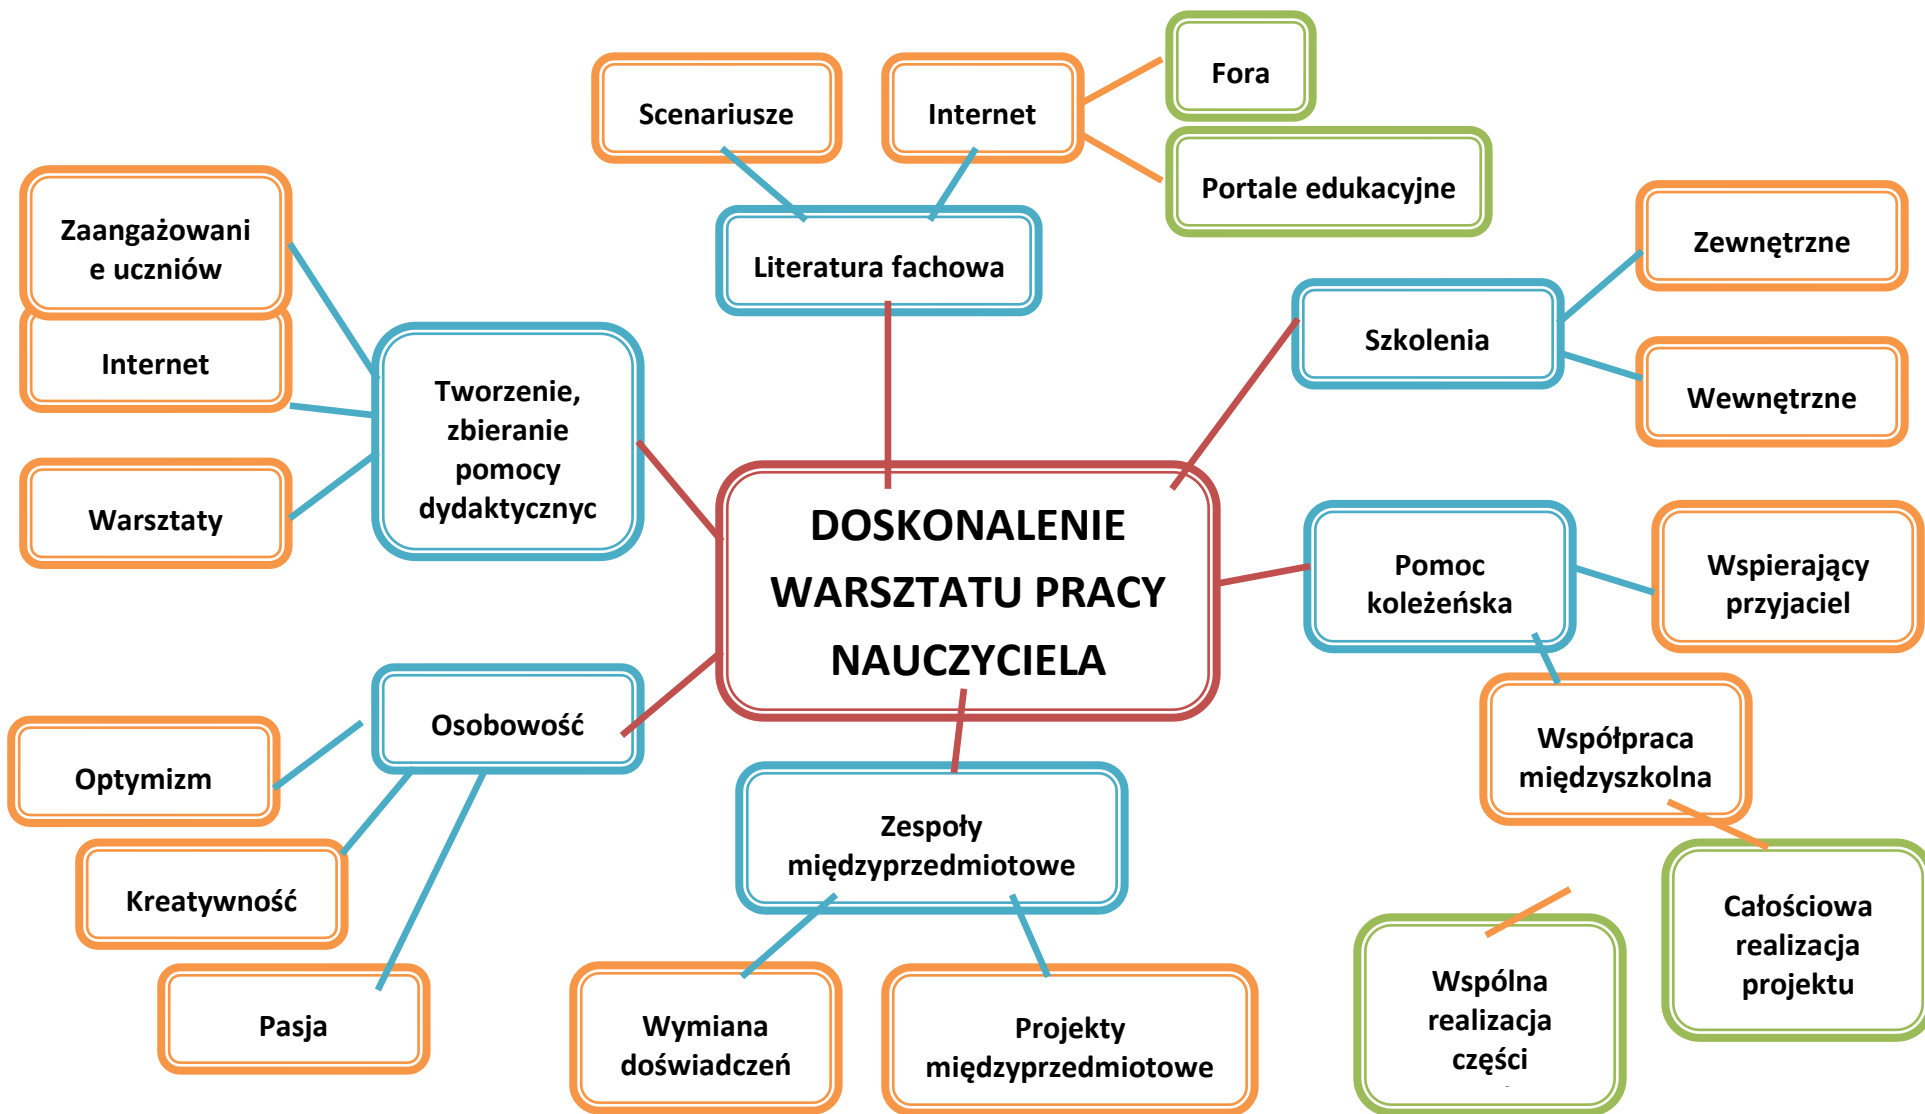 Fora
Scenariusze
Internet
Portale edukacyjne
Zaangażowani
e uczniów
Literatura fachowa
Zewnętrzne
Internet
Szkolenia
Tworzenie,
zbieranie
pomocy
dydaktycznyc
Wewnętrzne
Warsztaty
DOSKONALENIE
WARSZTATU PRACY
NAUCZYCIELA
Pomoc
koleżeńska
Wspierający
przyjaciel
Osobowość
Optymizm
Współpraca
międzyszkolna
Zespoły
międzyprzedmiotowe
Kreatywność
Całościowa
realizacja
projektu
Pasja
Wymiana
doświadczeń
Projekty
międzyprzedmiotowe
Wspólna
realizacja
części